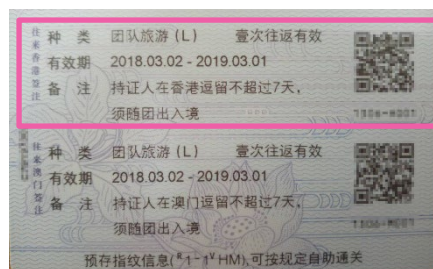 往来香港签注
种 类 团队旅游(L) 壹次往返有效
有效期 2018.03.02-2019.03.01
备 注 持证人在香港逗留不超过7天,
须随团出入境
往来澳门签注
种 类 团队旅游(L) 壹次往返有效
有效期 2018.03.02-2019.03.01
备 注 持证人在澳门逗留不超过7天,
须随团出入境
预存指纹信息( 1-1 HM),可按规定自助通关